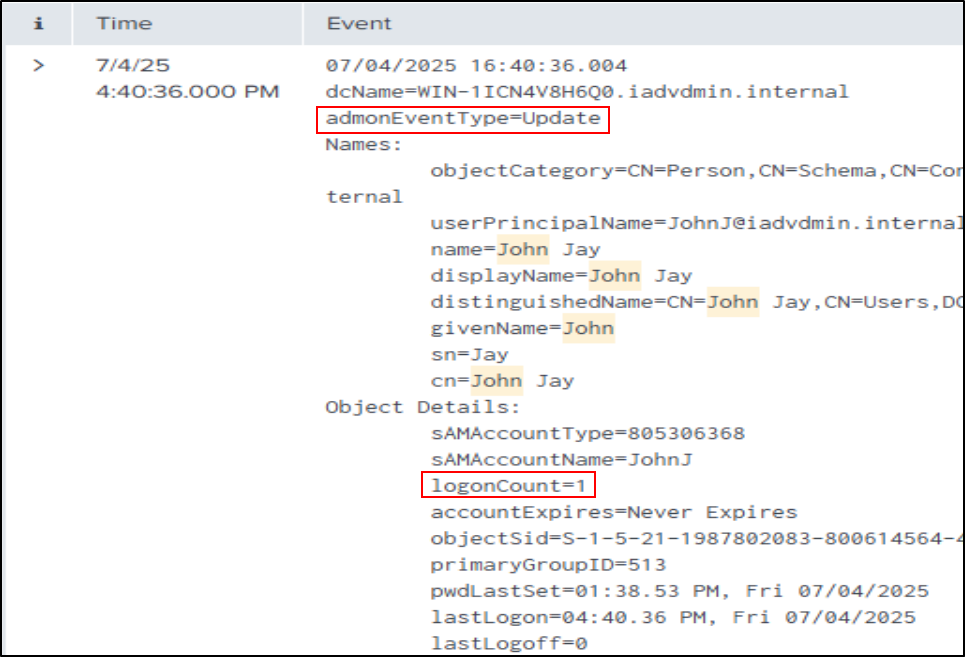 i Time Event
> 7/4/25 07/04/2025 16:40:36.004
4:40:36.000 PM dcName=WIN-1ICN4V8H6Q0.iadvdmin.internal
admonEventType=Update
Names:
objectCategory=CN=Person,CN=Schema,CN=Con
ternal
userPrincipalName=JohnJ@iadvdmin.internal
name=John Jay
displayName=John Jay
distinguishedName=CN=John Jay,CN=Users,DC
givenName=John
sn=Jay
cn=John Jay
Object Details:
sAMAccountType=805306368
sAMAccountName=JohnJ
logonCount=1
accountExpires=Never Expires
objectSid=S-1-5-21-1987802083-800614564-4
primaryGroupID=513
pwdLastSet=01:38.53 PM, Fri 07/04/2025
lastLogon=04:40.36 PM, Fri 07/04/2025
lastLogoff=0